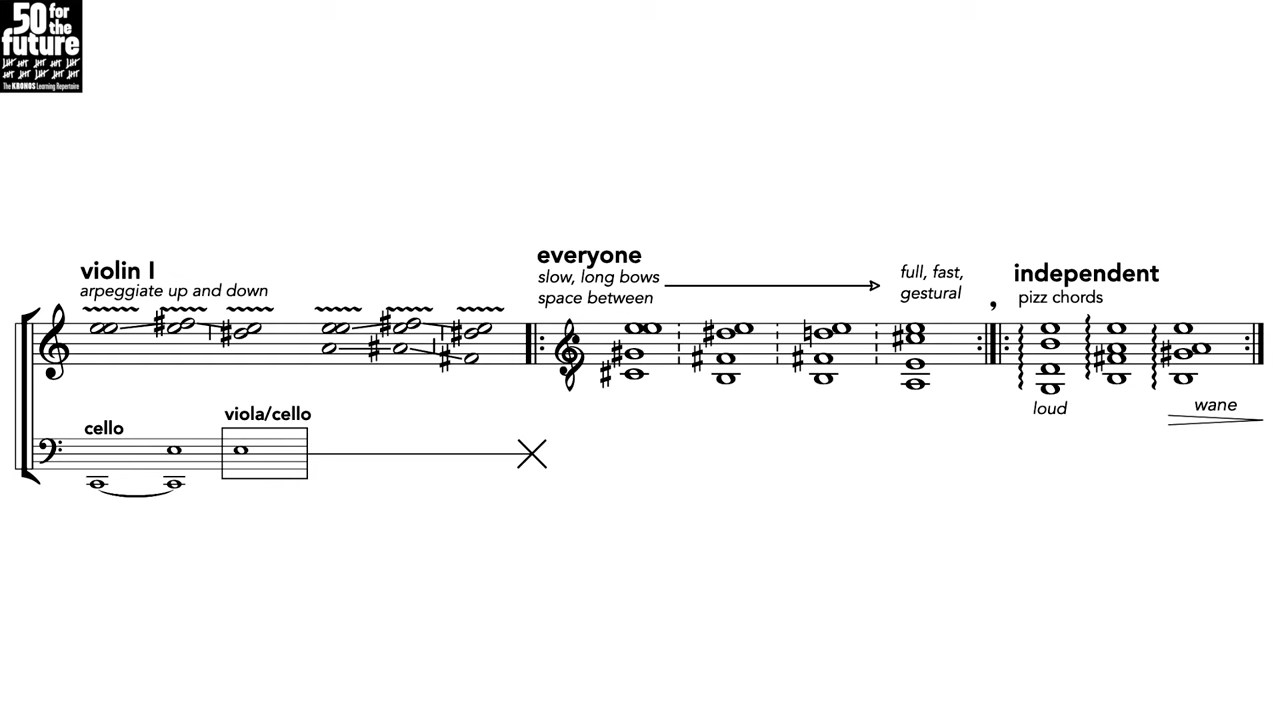 50 for
the
future
The KRONOS Learning Repertoire
violin I
arpeggiate up and down
cello
viola/cello
everyone
slow, long bows
space between
full, fast,
gestural
independent
pizz chords
loud
wane